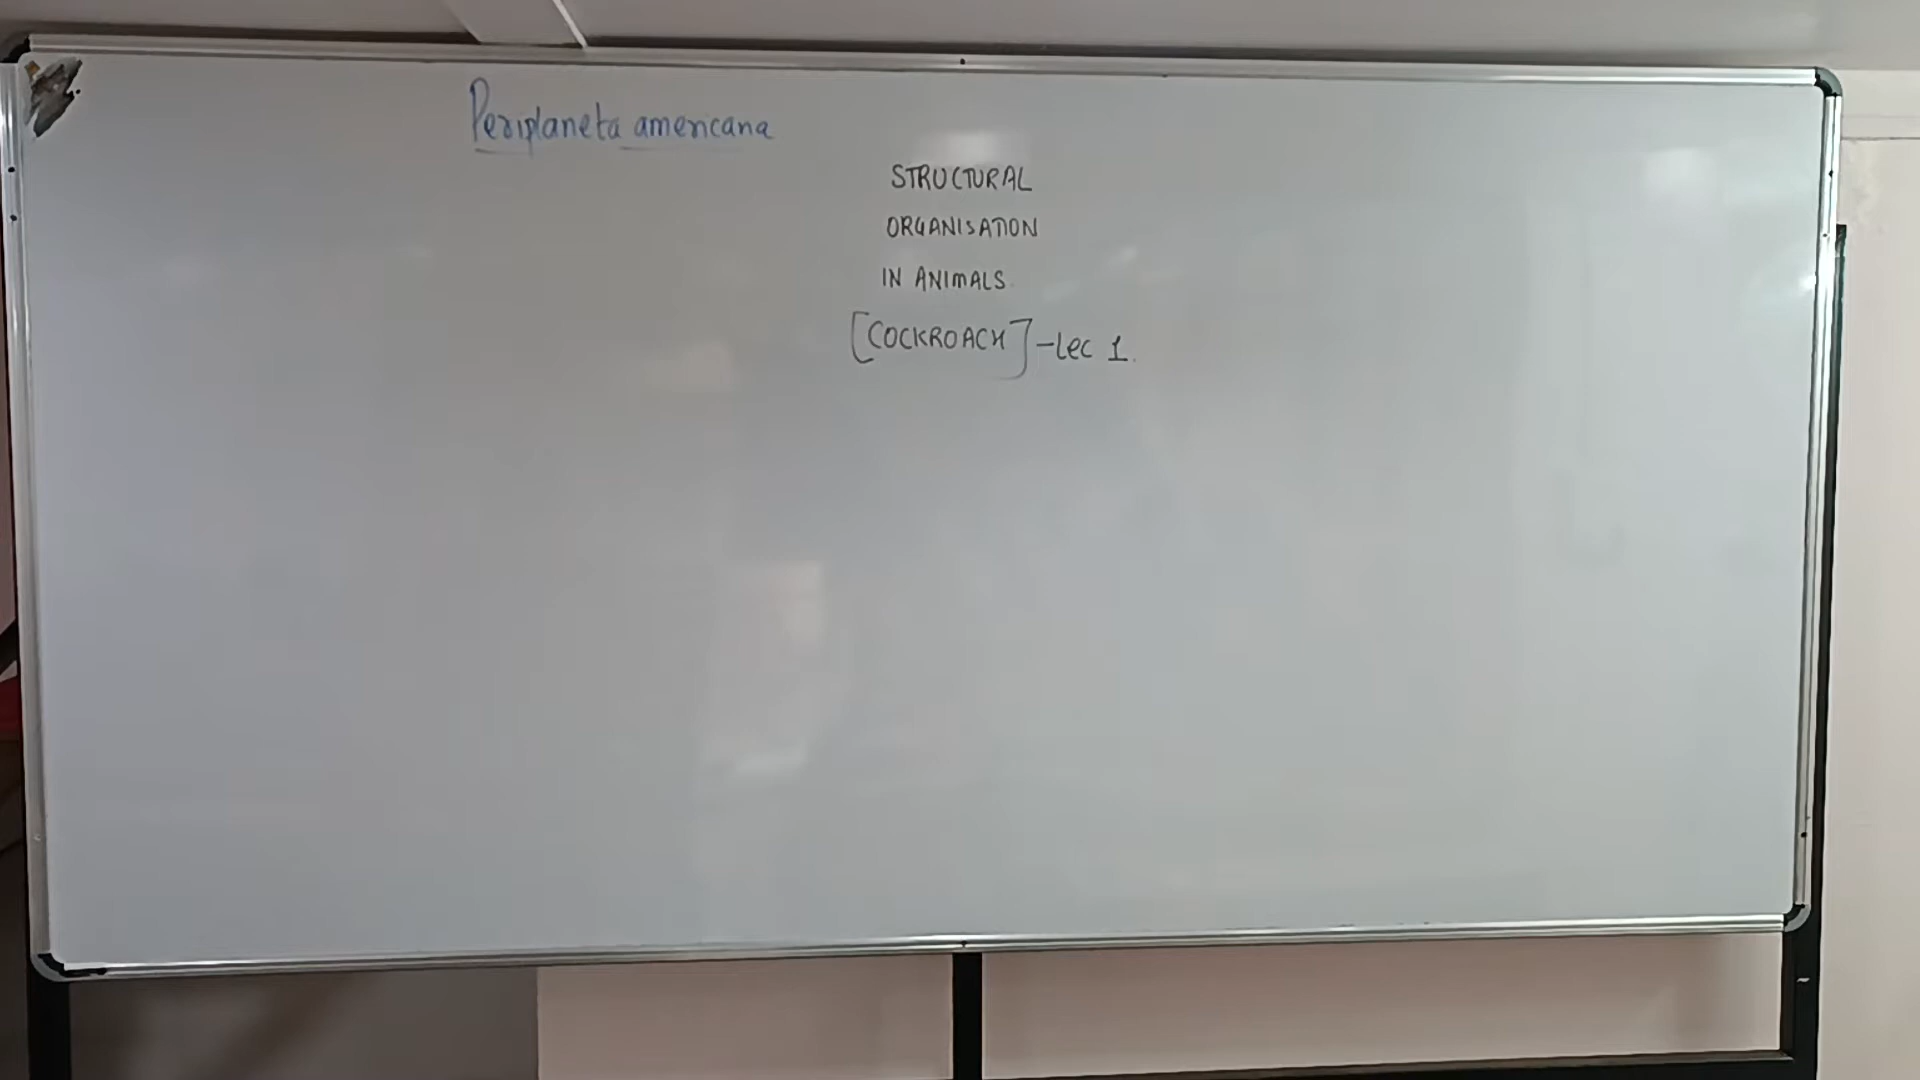 Periplaneta americana
STRUCTURAL
ORGANISATION
IN ANIMALS.
[COCKROACH] - Lec 1.